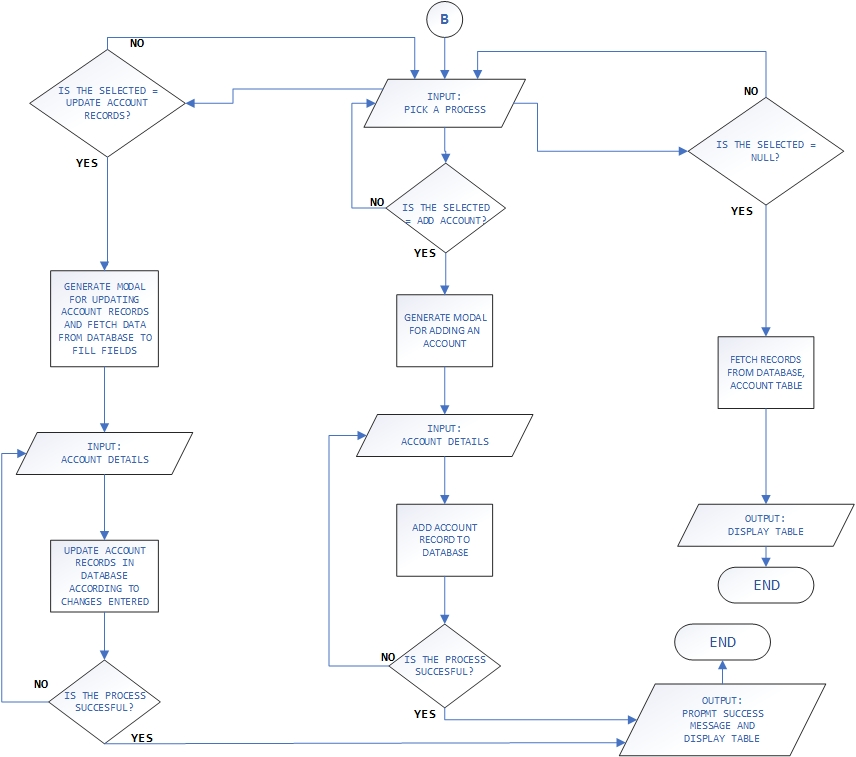 B
NO
IS THE SELECTED =
UPDATE ACCOUNT
RECORDS?
YES
INPUT:
PICK A PROCESS
NO
IS THE SELECTED =
NULL?
YES
NO
IS THE SELECTED
= ADD ACCOUNT?
YES
GENERATE MODAL
FOR UPDATING
ACCOUNT RECORDS
AND FETCH DATA
FROM DATABASE TO
FILL FIELDS
GENERATE MODAL
FOR ADDING AN
ACCOUNT
FETCH RECORDS
FROM DATABASE,
ACCOUNT TABLE
INPUT:
ACCOUNT DETAILS
INPUT:
ACCOUNT DETAILS
UPDATE ACCOUNT
RECORDS IN
DATABASE
ACCORDING TO
CHANGES ENTERED
ADD ACCOUNT
RECORD TO
DATABASE
OUTPUT:
DISPLAY TABLE
END
NO
IS THE PROCESS
SUCCESFUL?
YES
NO
IS THE PROCESS
SUCCESFUL?
YES
END
OUTPUT:
PROPMT SUCCESS
MESSAGE AND
DISPLAY TABLE